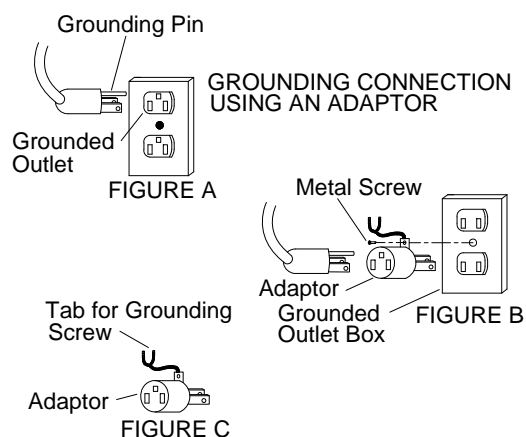 Grounding Pin
GROUNDING CONNECTION
USING AN ADAPTOR
Grounded
Outlet
FIGURE A
Metal Screw
Adaptor
Grounded
Outlet Box
FIGURE B
Tab for Grounding
Screw
Adaptor
FIGURE C